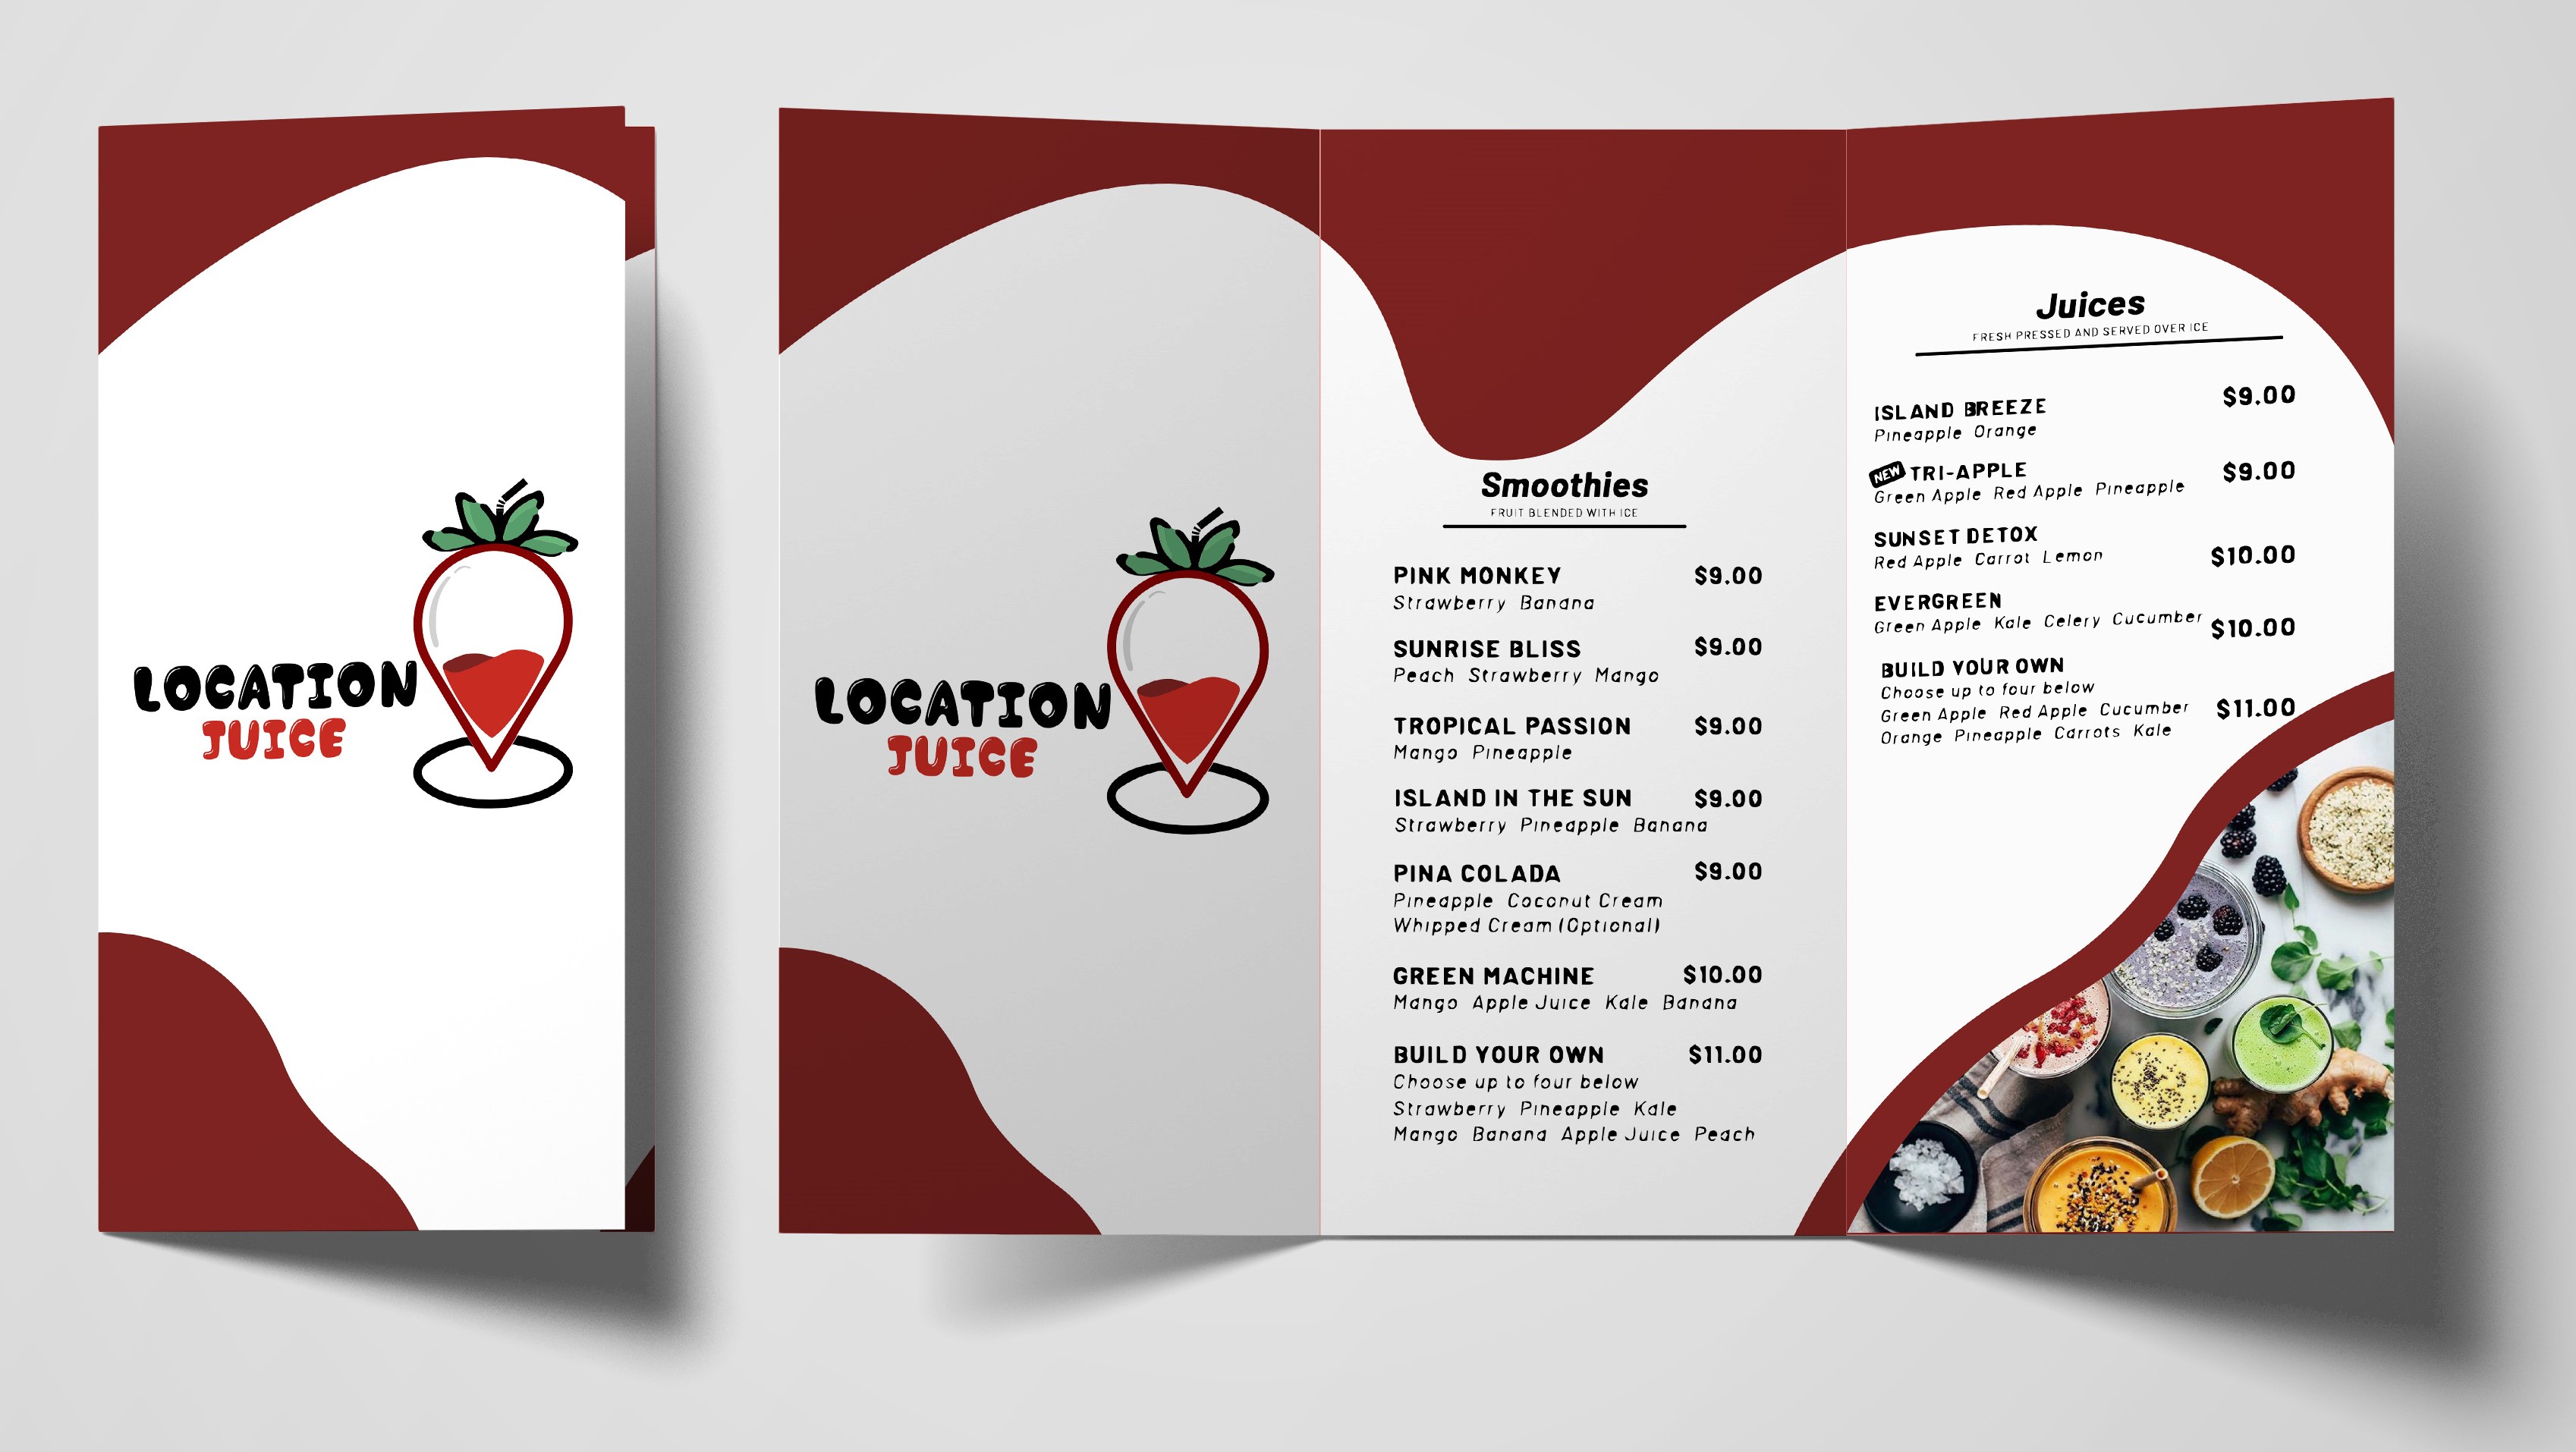 LOCATION
JUICE
LOCATION
JUICE
Smoothies
FRUIT BLENDED WITH ICE
PINK MONKEY $9.00
Strawberry Banana
SUNRISE BLISS $9.00
Peach Strawberry Mango
TROPICAL PASSION $9.00
Mango Pineapple
ISLAND IN THE SUN $9.00
Strawberry Pineapple Banana
PINA COLADA $9.00
Pineapple Coconut Cream
Whipped Cream (Optional)
GREEN MACHINE $10.00
Mango Apple Juice Kale Banana
BUILD YOUR OWN $11.00
Choose up to four below
Strawberry Pineapple Kale
Mango Banana Apple Juice Peach
Juices
FRESH PRESSED AND SERVED OVER ICE
ISLAND BREEZE $9.00
Pineapple Orange
NEW TRI-APPLE $9.00
Green Apple Red Apple Pineapple
SUNSET DETOX
Red Apple Carrot Lemon $10.00
EVERGREEN
Green Apple Kale Celery Cucumber $10.00
BUILD YOUR OWN
Choose up to four below
Green Apple Red Apple Cucumber $11.00
Orange Pineapple Carrots Kale